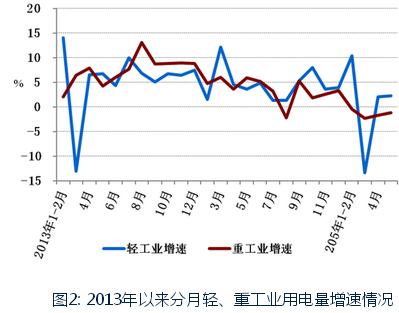 20
15
10
5
0
-5
-10
-15
%
2013年1-2月
4月
6月
8月
10月
12月
2月
4月
6月
9月
11月
205年1-2月
4月
轻工业增速
重工业增速
图2: 2013年以来分月轻、重工业用电量增速情况